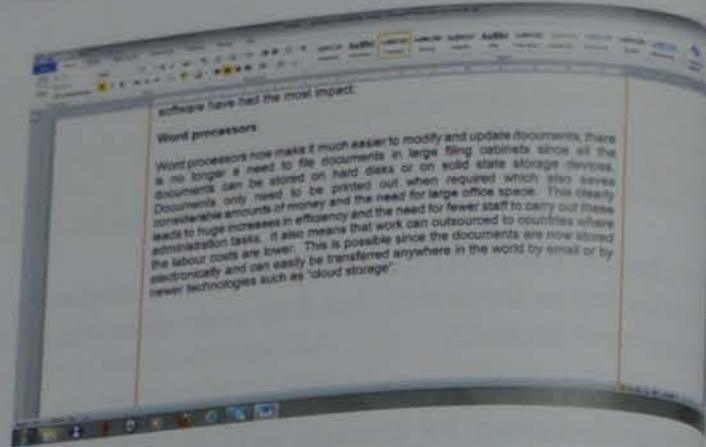 software have had the most impact:
Word processors
Word processors now make it much easier to modify and update documents; there
is no longer a need to file documents in large filing cabinets since all the
documents can be stored on hard disks or on solid state storage devices.
Documents only need to be printed out when required which also saves
considerable amounts of money and the need for large office space. This clearly
leads to huge increases in efficiency and the need for fewer staff to carry out these
administration tasks. It also means that work can outsourced to countries where
the labour costs are lower. This is possible since the documents are now stored
electronically and can easily be transferred anywhere in the world by email or by
newer technologies such as "cloud storage".